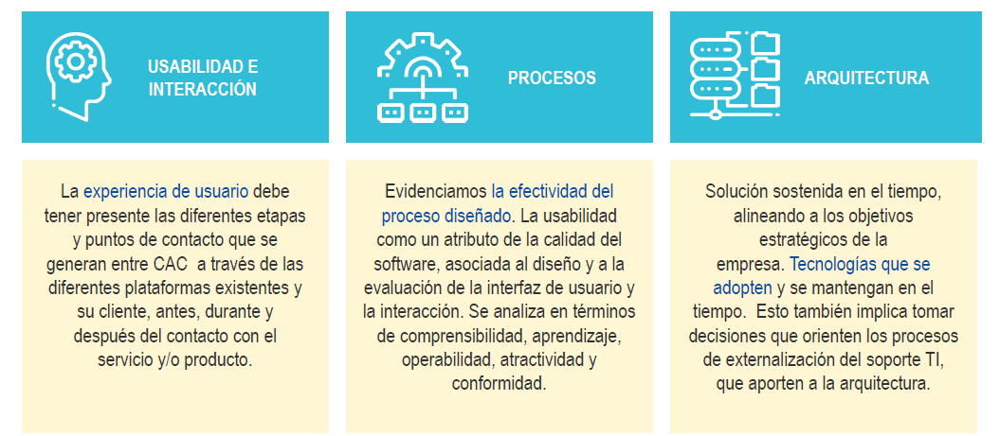 USABILIDAD E
INTERACCIÓN
La experiencia de usuario debe
tener presente las diferentes etapas
y puntos de contacto que se
generan entre CAC  a través de las
diferentes plataformas existentes y
su cliente, antes, durante y
después del contacto con el
servicio y/o producto.
PROCESOS
Evidenciamos la efectividad del
proceso diseñado. La usabilidad
como un atributo de la calidad del
software, asociada al diseño y a la
evaluación de la interfaz de usuario y
la interacción. Se analiza en términos
de comprensibilidad, aprendizaje,
operabilidad, atractividad y
conformidad.
ARQUITECTURA
Solución sostenida en el tiempo,
alineando a los objetivos
estratégicos de la
empresa. Tecnologías que se
adopten y se mantengan en el
tiempo.  Esto también implica tomar
decisiones que orienten los procesos
de externalización del soporte TI,
que aporten a la arquitectura.